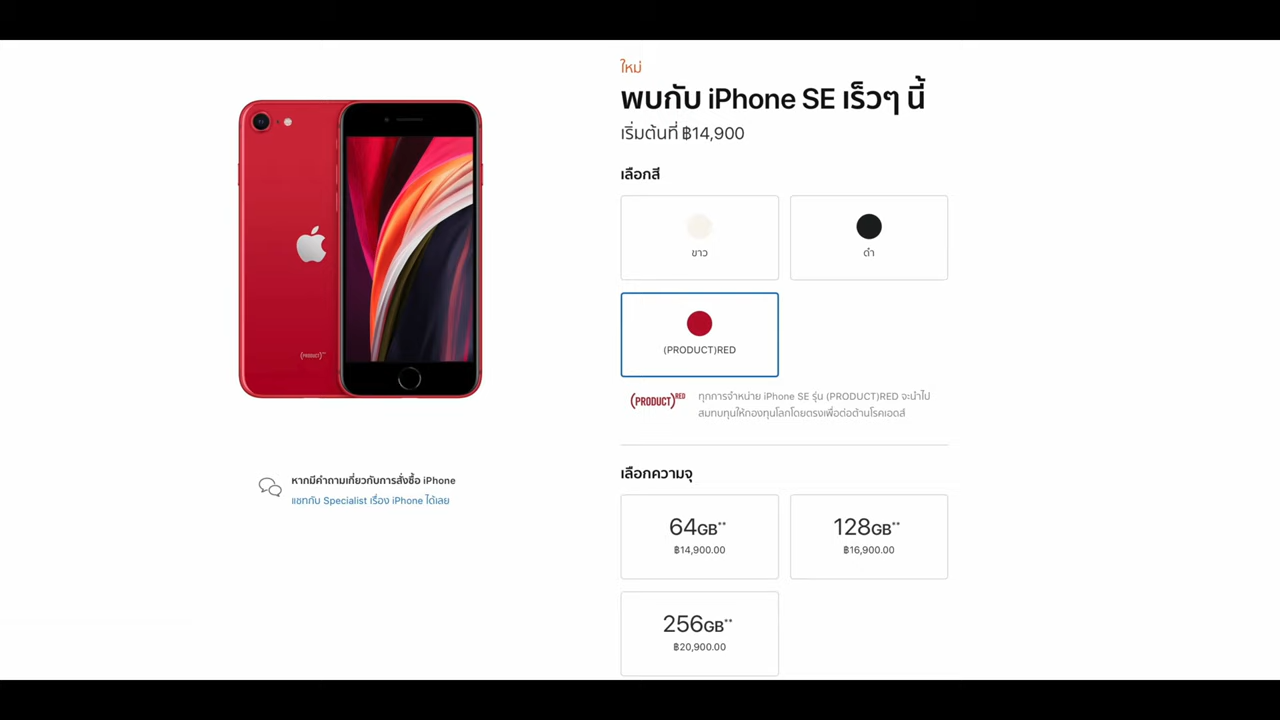 ใหม่
พบกับ iPhone SE เร็วๆ นี้
เริ่มต้นที่ ฿14,900
เลือกสี
ขาว
ดำ
(PRODUCT)RED
(PRODUCT)RED
ทุกการจำหน่าย iPhone SE รุ่น (PRODUCT)RED จะนำไป
สมทบทุนให้กองทุนโลกโดยตรงเพื่อต่อต้านโรคเอดส์
(PRODUCT)™
หากมีคำถามเกี่ยวกับการสั่งซื้อ iPhone
แชทกับ Specialist เรื่อง iPhone ได้เลย
เลือกความจุ
64GB**
฿14,900.00
128GB**
฿16,900.00
256GB**
฿20,900.00